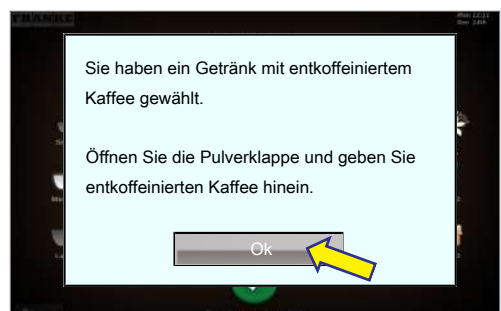 FRANKE
Sie haben ein Getränk mit entkoffeiniertem
Kaffee gewählt.
Öffnen Sie die Pulverklappe und geben Sie
entkoffeinierten Kaffee hinein.
Ok